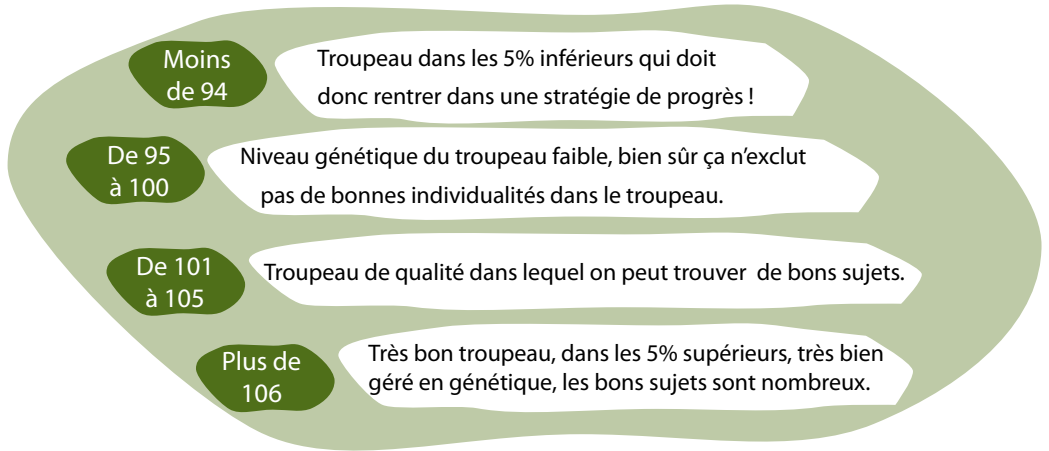 Moins
de 94
Troupeau dans les 5% inférieurs qui doit
donc rentrer dans une stratégie de progrès !
De 95
à 100
Niveau génétique du troupeau faible, bien sûr ça n’exclut
pas de bonnes individualités dans le troupeau.
De 101
à 105
Troupeau de qualité dans lequel on peut trouver de bons sujets.
Plus de
106
Très bon troupeau, dans les 5% supérieurs, très bien
géré en génétique, les bons sujets sont nombreux.